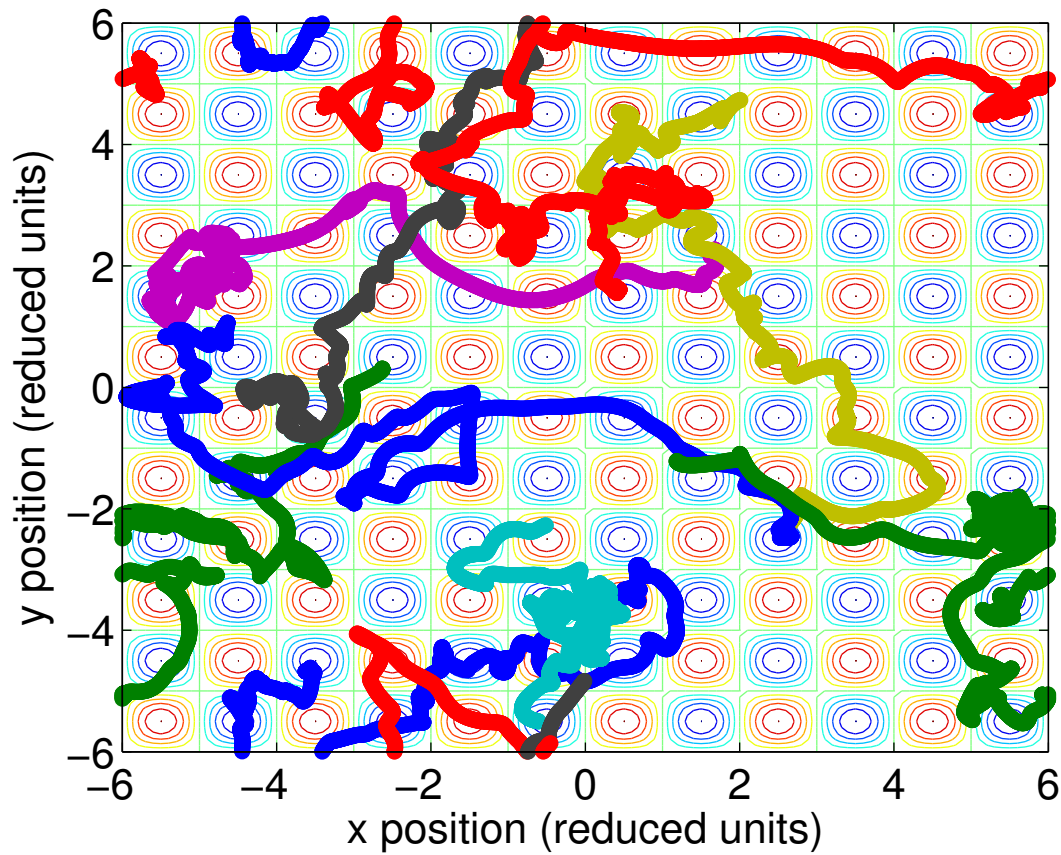 6
4
2
0
−2
−4
−6
y position (reduced units)
−6 −4 −2 0 2 4 6
x position (reduced units)